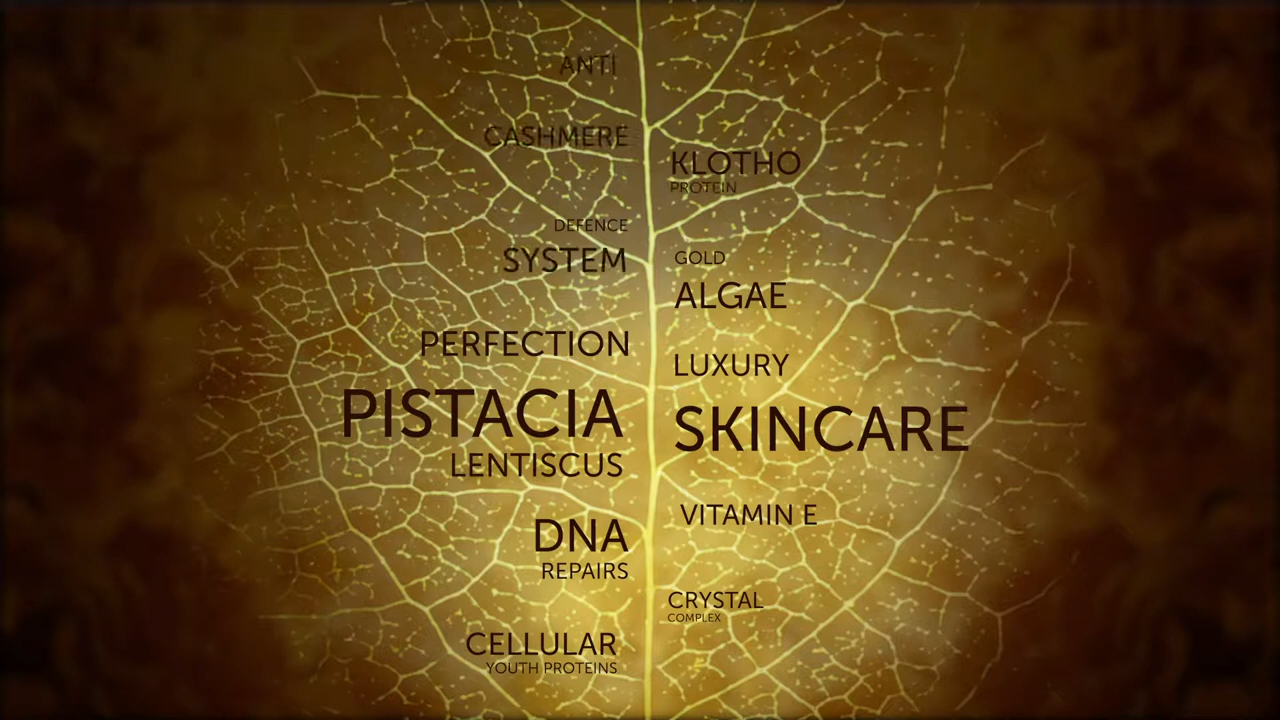 ANTI
CASHMERE
DEFENCE
SYSTEM
PERFECTION
PISTACIA
LENTISCUS
DNA
REPAIRS
CELLULAR
YOUTH PROTEINS
KLOTHO
PROTEIN
GOLD
ALGAE
LUXURY
SKINCARE
VITAMIN E
CRYSTAL
COMPLEX